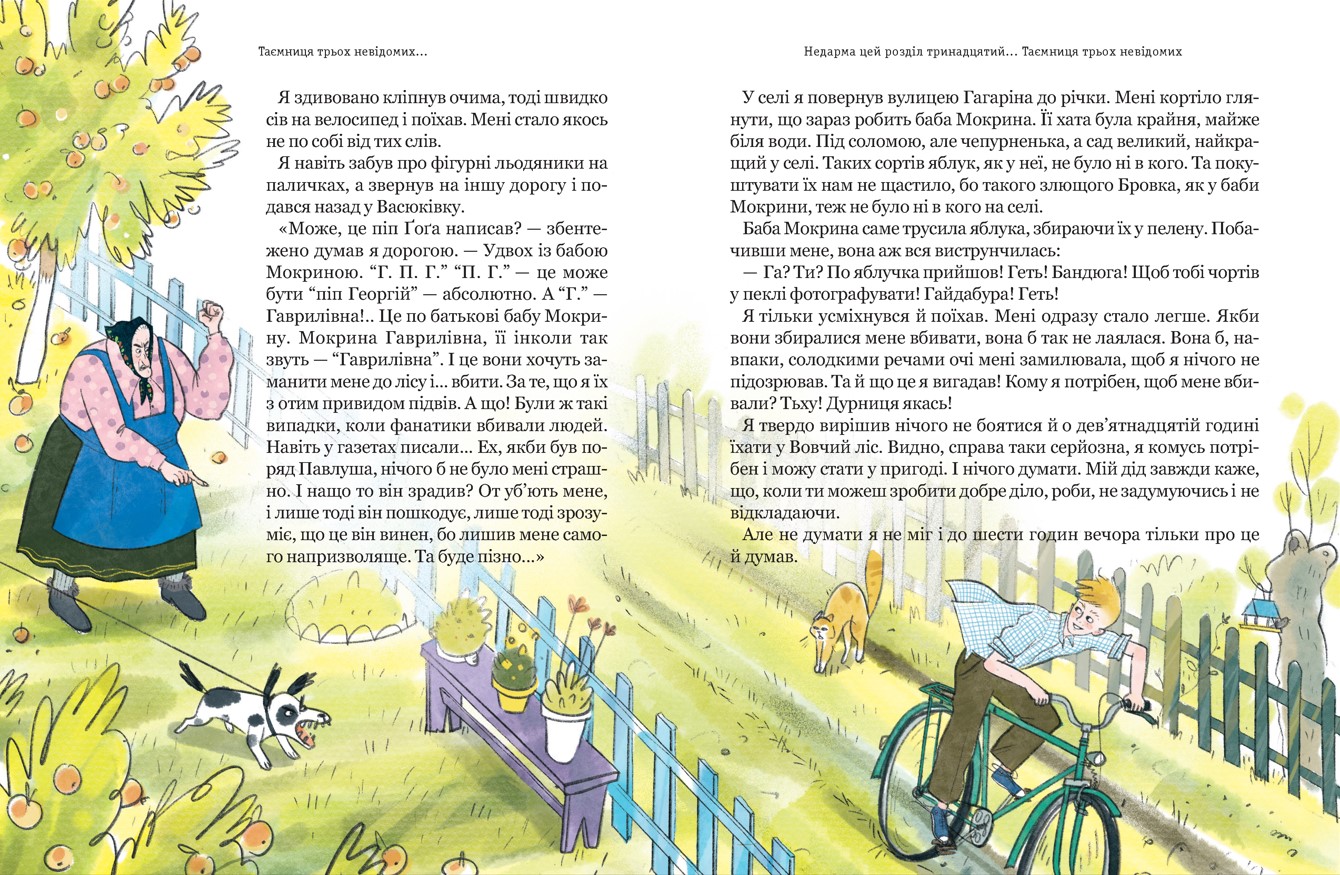 Таємниця трьох невідомих...
Я здивовано кліпнув очима, тоді швидко
сів на велосипед і поїхав. Мені стало якось
не по собі від тих слів.
Я навіть забув про фігурні льодяники на
паличках, а звернув на іншу дорогу і по-
дався назад у Васюківку.
«Може, це піп Ґоґа написав? — збенте-
жено думав я дорогою. — Удвох із бабою
Мокриною. “Г. П. Г.” “П. Г.” — це може
бути “піп Георгій” — абсолютно. А “Г.” —
Гаврилівна!.. Це по батькові бабу Мокри-
ну. Мокрина Гаврилівна, її інколи так
звуть — “Гаврилівна”. І це вони хочуть за-
манити мене до лісу і... вбити. За те, що я їх
з отим привидом підвів. А що! Були ж такі
випадки, коли фанатики вбивали людей.
Навіть у газетах писали... Ех, якби був по-
ряд Павлуша, нічого б не було мені страш-
но. І нащо то він зрадив? От уб’ють мене,
і лише тоді він пошкодує, лише тоді зрозу-
міє, що це він винен, бо лишив мене само-
го напризволяще. Та буде пізно...»
Недарма цей розділ тринадцятий... Таємниця трьох невідомих
У селі я повернув вулицею Гагаріна до річки. Мені кортіло гля-
нути, що зараз робить баба Мокрина. Її хата була крайня, майже
біля води. Під соломою, але чепурненька, а сад великий, найкра-
щий у селі. Таких сортів яблук, як у неї, не було ні в кого. Та поку-
штувати їх нам не щастило, бо такого злющого Бровка, як у баби
Мокрини, теж не було ні в кого на селі.
Баба Мокрина саме трусила яблука, збираючи їх у пелену. Поба-
чивши мене, вона аж вся виструнчилась:
— Га? Ти? По яблучка прийшов! Геть! Бандюга! Щоб тобі чортів
у пеклі фотографувати! Гайдабура! Геть!
Я тільки усміхнувся й поїхав. Мені одразу стало легше. Якби
вони збиралися мене вбивати, вона б так не лаялася. Вона б, на-
впаки, солодкими речами очі мені замилювала, щоб я нічого не
підозрював. Та й що це я вигадав! Кому я потрібен, щоб мене вби-
вали? Тьху! Дурниця якась!
Я твердо вирішив нічого не боятися й о дев’ятнадцятій годині
їхати у Вовчий ліс. Видно, справа таки серйозна, я комусь потрі-
бен і можу стати у пригоді. І нічого думати. Мій дід завжди каже,
що, коли ти можеш зробити добре діло, роби, не задумуючись і не
відкладаючи.
Але не думати я не міг і до шести годин вечора тільки про це
й думав.